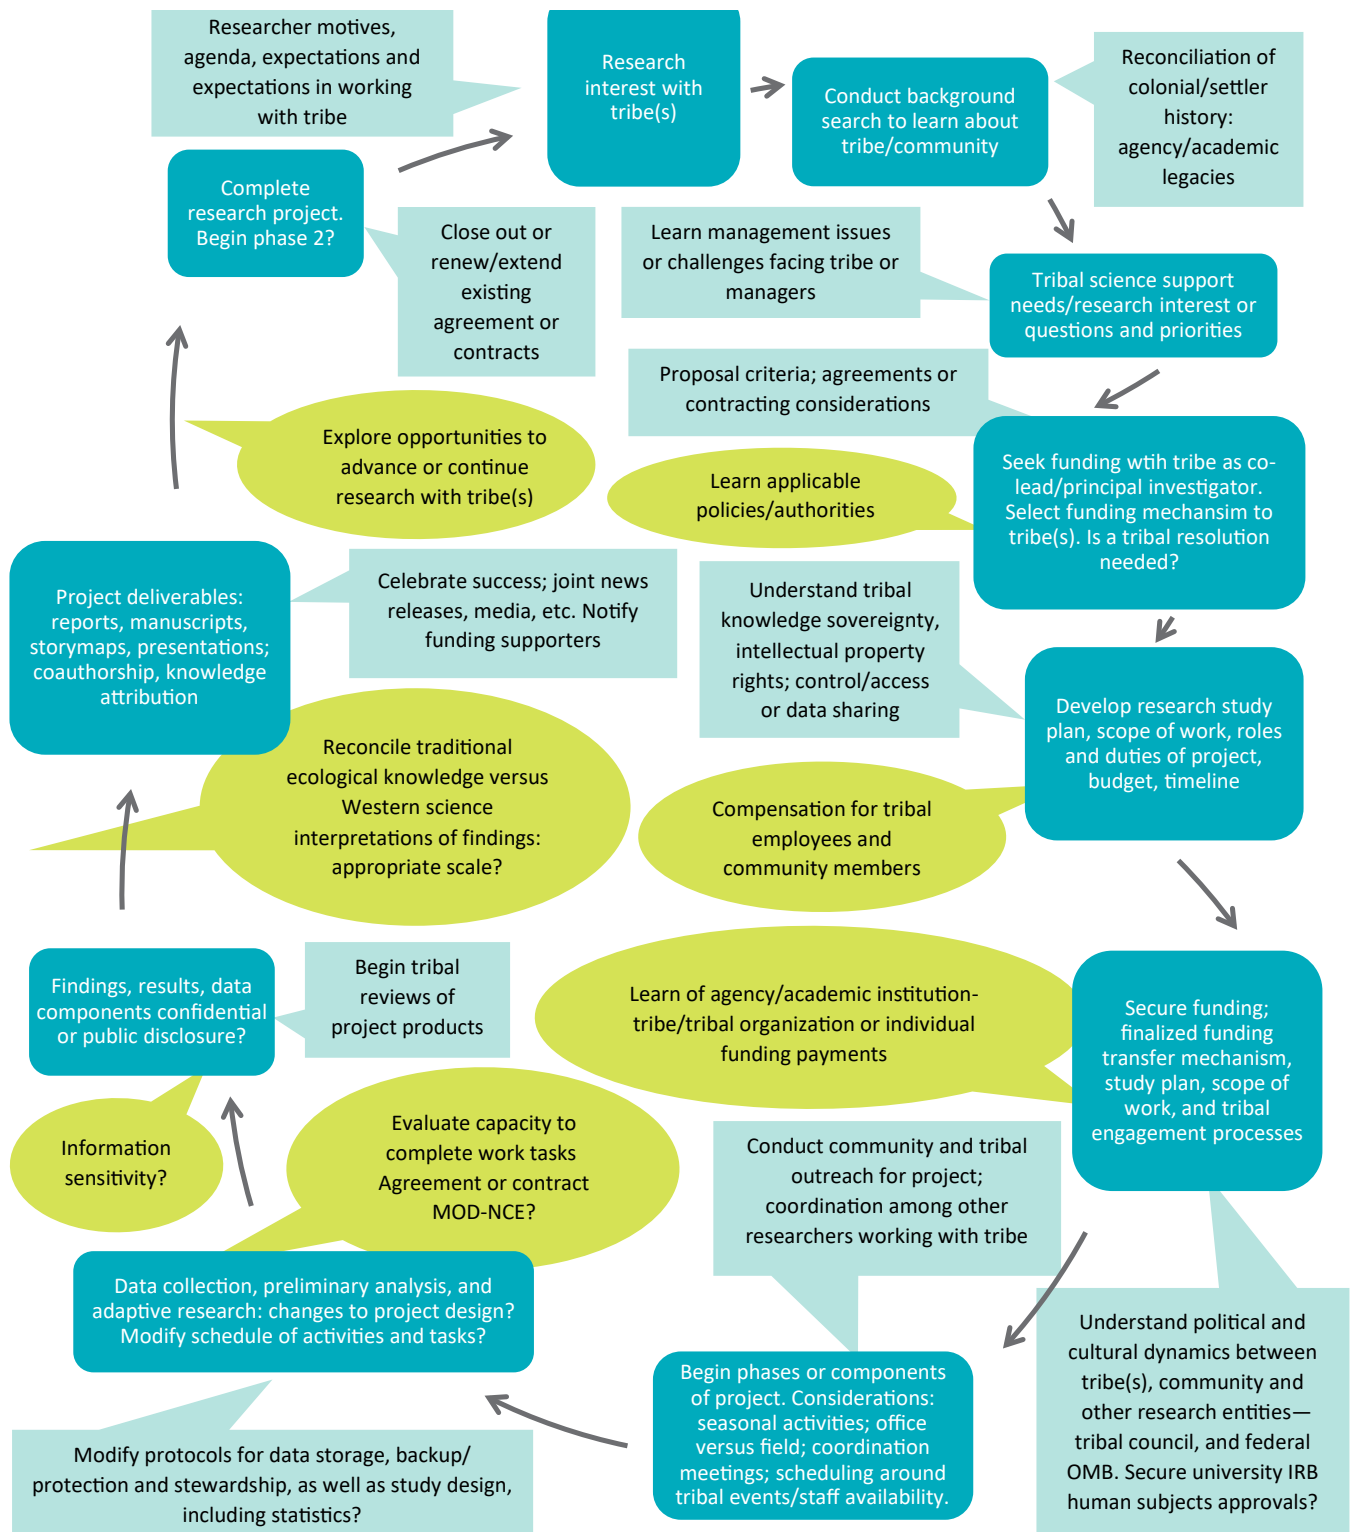 Researcher motives,
agenda, expectations and
expectations in working
with tribe
Research
interest with
tribe(s)
Conduct background
search to learn about
tribe/community
Reconciliation of
colonial/settler
history:
agency/academic
legacies
Complete
research project.
Begin phase 2?
Close out or
renew/extend
existing
agreement or
contracts
Learn management issues
or challenges facing tribe or
managers
Tribal science support
needs/research interest or
questions and priorities
Proposal criteria; agreements or
contracting considerations
Explore opportunities to
advance or continue
research with tribe(s)
Learn applicable
policies/authorities
Seek funding wtih tribe as co-
lead/principal investigator.
Select funding mechansim to
tribe(s). Is a tribal resolution
needed?
Project deliverables:
reports, manuscripts,
storymaps, presentations;
coauthorship, knowledge
attribution
Celebrate success; joint news
releases, media, etc. Notify
funding supporters
Understand tribal
knowledge sovereignty,
intellectual property
rights; control/access
or data sharing
Develop research study
plan, scope of work, roles
and duties of project,
budget, timeline
Reconcile traditional
ecological knowledge versus
Western science
interpretations of findings:
appropriate scale?
Compensation for tribal
employees and
community members
Findings, results, data
components confidential
or public disclosure?
Begin tribal
reviews of
project products
Learn of agency/academic institution-
tribe/tribal organization or individual
funding payments
Secure funding;
finalized funding
transfer mechanism,
study plan, scope of
work, and tribal
engagement processes
Information
sensitivity?
Evaluate capacity to
complete work tasks
Agreement or contract
MOD-NCE?
Conduct community and tribal
outreach for project;
coordination among other
researchers working with tribe
Data collection, preliminary analysis, and
adaptive research: changes to project design?
Modify schedule of activities and tasks?
Begin phases or components
of project. Considerations:
seasonal activities; office
versus field; coordination
meetings; scheduling around
tribal events/staff availability.
Understand political and
cultural dynamics between
tribe(s), community and
other research entities—
tribal council, and federal
OMB. Secure university IRB
human subjects approvals?
Modify protocols for data storage, backup/
protection and stewardship, as well as study design,
including statistics?